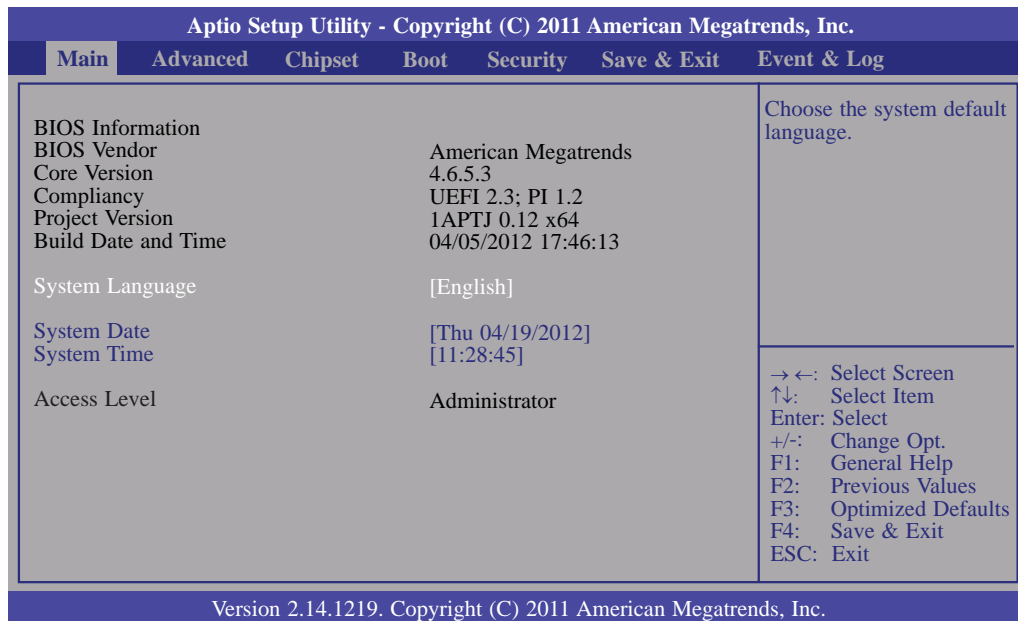 Aptio Setup Utility - Copyright (C) 2011 American Megatrends, Inc.
Main Advanced Chipset Boot Security Save & Exit Event & Log
BIOS Information
BIOS Vendor American Megatrends
Core Version 4.6.5.3
Compliancy UEFI 2.3; PI 1.2
Project Version 1APTJ 0.12 x64
Build Date and Time 04/05/2012 17:46:13
System Language [English]
System Date [Thu 04/19/2012]
System Time [11:28:45]
Access Level Administrator
Choose the system default
language.
→ ←: Select Screen
↑↓: Select Item
Enter: Select
+/-: Change Opt.
F1: General Help
F2: Previous Values
F3: Optimized Defaults
F4: Save & Exit
ESC: Exit
Version 2.14.1219. Copyright (C) 2011 American Megatrends, Inc.